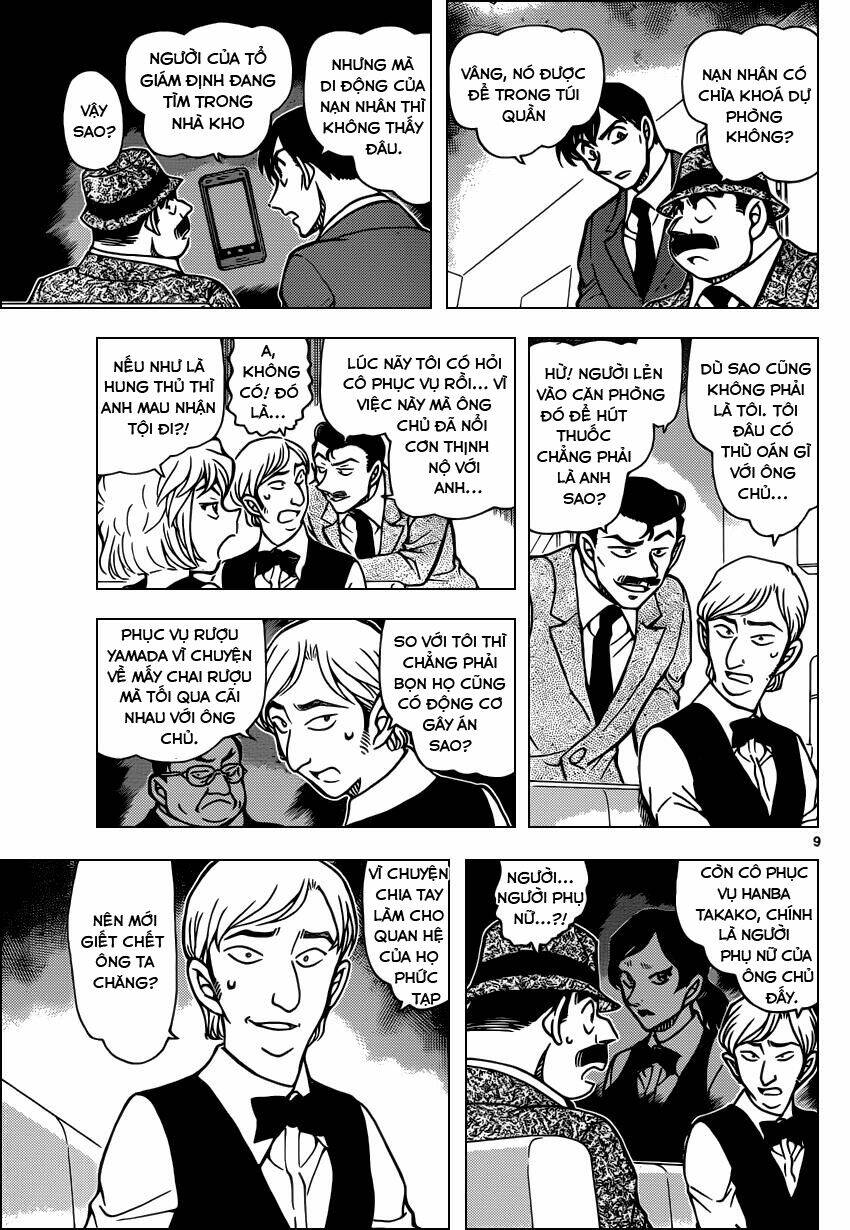 NẠN NHÂN CÓ
CHÌA KHOÁ DỰ
PHÒNG
KHÔNG?
VÂNG, NÓ ĐƯỢC
ĐỂ TRONG TÚI
QUẦN
NHƯNG MÀ
DI ĐỘNG CỦA
NẠN NHÂN THÌ
KHÔNG THẤY
ĐÂU.
NGƯỜI CỦA TỔ
GIÁM ĐỊNH ĐANG
TÌM TRONG
NHÀ KHO
VẬY
SAO?
DÙ SAO CŨNG
KHÔNG PHẢI
LÀ TÔI. TÔI
ĐÂU CÓ
THÙ OÁN GÌ
VỚI ÔNG
CHỦ...
HỪ! NGƯỜI LẺN
VÀO CĂN PHÒNG
ĐÓ ĐỂ HÚT
THUỐC
CHẲNG PHẢI
LÀ ANH
SAO?
LÚC NÃY TÔI CÓ HỎI
CÔ PHỤC VỤ RỒI... VÌ
VIỆC NÀY MÀ ÔNG
CHỦ ĐÃ NỔI
CƠN THỊNH
NỘ VỚI
ANH...
A,
KHÔNG
CÓ! ĐÓ
LÀ...
NẾU NHƯ LÀ
HUNG THỦ THÌ
ANH MAU NHẬN
TỘI ĐI?!
SO VỚI TÔI THÌ
CHẲNG PHẢI
BỌN HỌ CŨNG
CÓ ĐỘNG CƠ
GÂY ÁN
SAO?
PHỤC VỤ RƯỢU
YAMADA VÌ CHUYỆN
VỀ MẤY CHAI RƯỢU
MÀ TỐI QUA CÃI
NHAU VỚI ÔNG
CHỦ.
9
CÒN CÔ PHỤC
VỤ HANBA
TAKAKO, CHÍNH
LÀ NGƯỜI
PHỤ NỮ CỦA
ÔNG CHỦ
ĐẤY.
NGƯỜI...
NGƯỜI PHỤ
NỮ...?!
VÌ CHUYỆN
CHIA TAY
LÀM CHO
QUAN HỆ
CỦA HỌ
PHỨC
TẠP
NÊN MỚI
GIẾT CHẾT
ÔNG TA
CHĂNG?